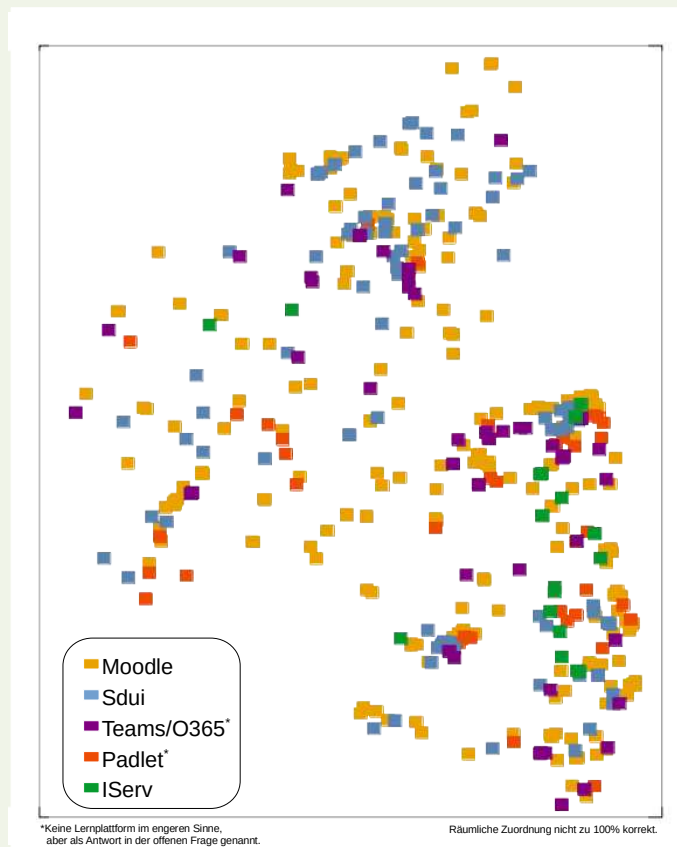 Moodle
Sdui
Teams/O365*
Padlet*
IServ
*Keine Lernplattform im engeren Sinne,
aber als Antwort in der offenen Frage genannt.
Räumliche Zuordnung nicht zu 100% korrekt.